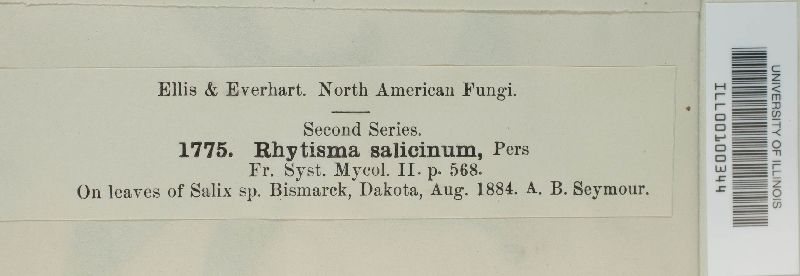 Ellis & Everhart. North American Fungi.
Second Series.
1775. Rhytisma salicinum, Pers
Fr. Syst. Mycol. II. p. 568.
On leaves of Salix sp. Bismarck, Dakota, Aug. 1884. A. B. Seymour.
UNIVERSITY OF ILLINOIS
ILL00100344